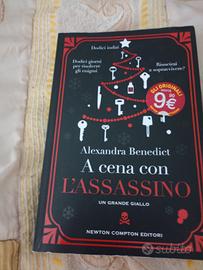 Dodici indizi
Dodici giorni
per risolvere
gli enigmi
Riuscirai
a sopravvivere?
GLI ORIGINALI
9€
Alexandra Benedict
A cena con
L'ASSASSINO
UN GRANDE GIALLO
NEWTON COMPTON EDITORI
subito